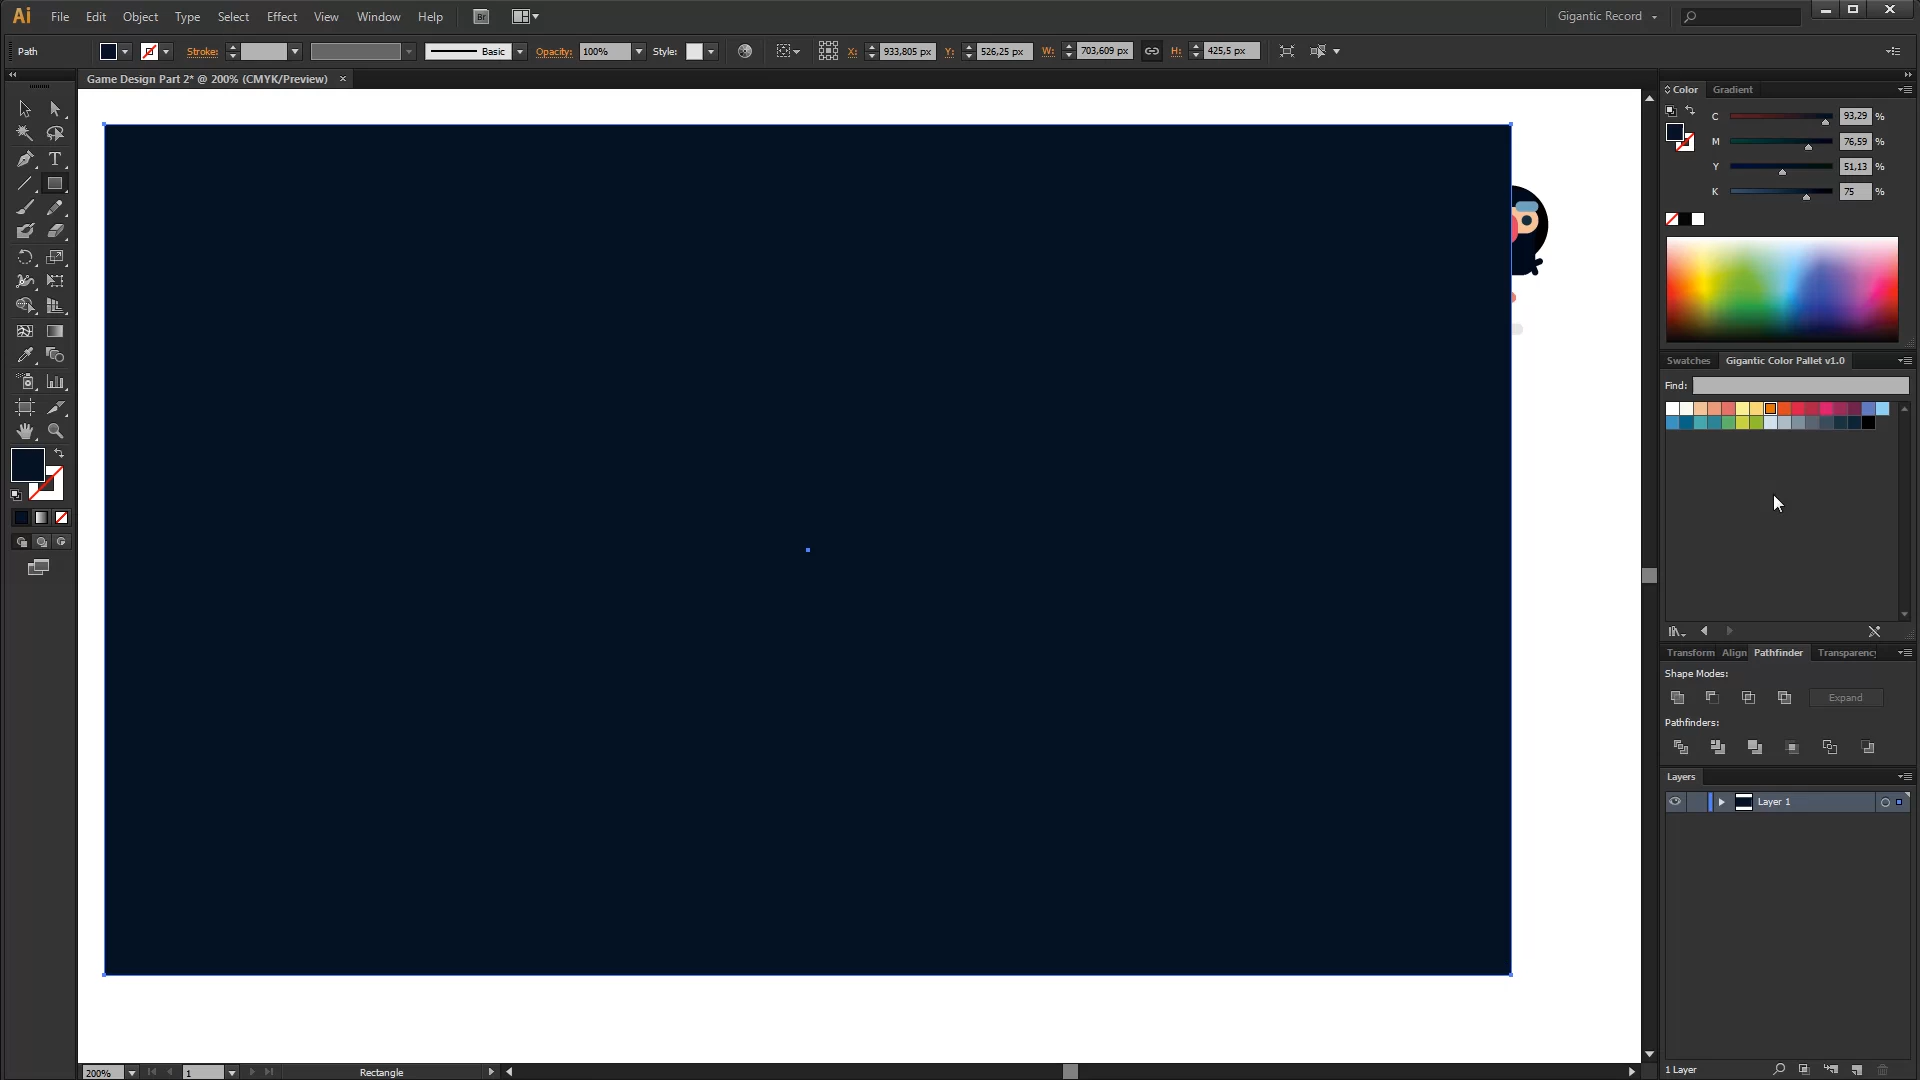 Ai File Edit Object Type Select Effect View Window Help Br Gigantic Record
Path Stroke: Basic Opacity: 100% Style: X: 933,805 px Y: 526,25 px W: 703,609 px H: 425,5 px
Game Design Part 2* @ 200% (CMYK/Preview) ×
Color Gradient
C 93,29 %
M 76,59 %
Y 51,13 %
K 75 %
Swatches Gigantic Color Pallet v1.0
Find:
Transform Align Pathfinder Transparency
Shape Modes:
Expand
Pathfinders:
Layers
Layer 1
1 Layer
200% 1 Rectangle